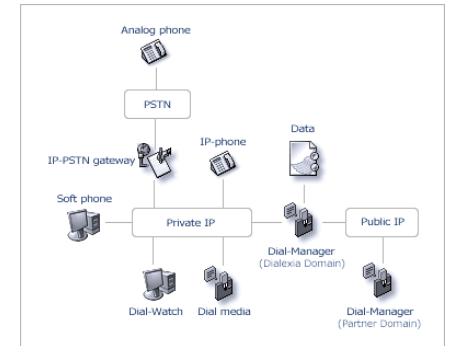 Analog phone
PSTN
IP-PSTN gateway
IP-phone
Data
Soft phone
Private IP
Public IP
Dial-Manager
(Dialexia Domain)
Dial-Watch
Dial media
Dial-Manager
(Partner Domain)